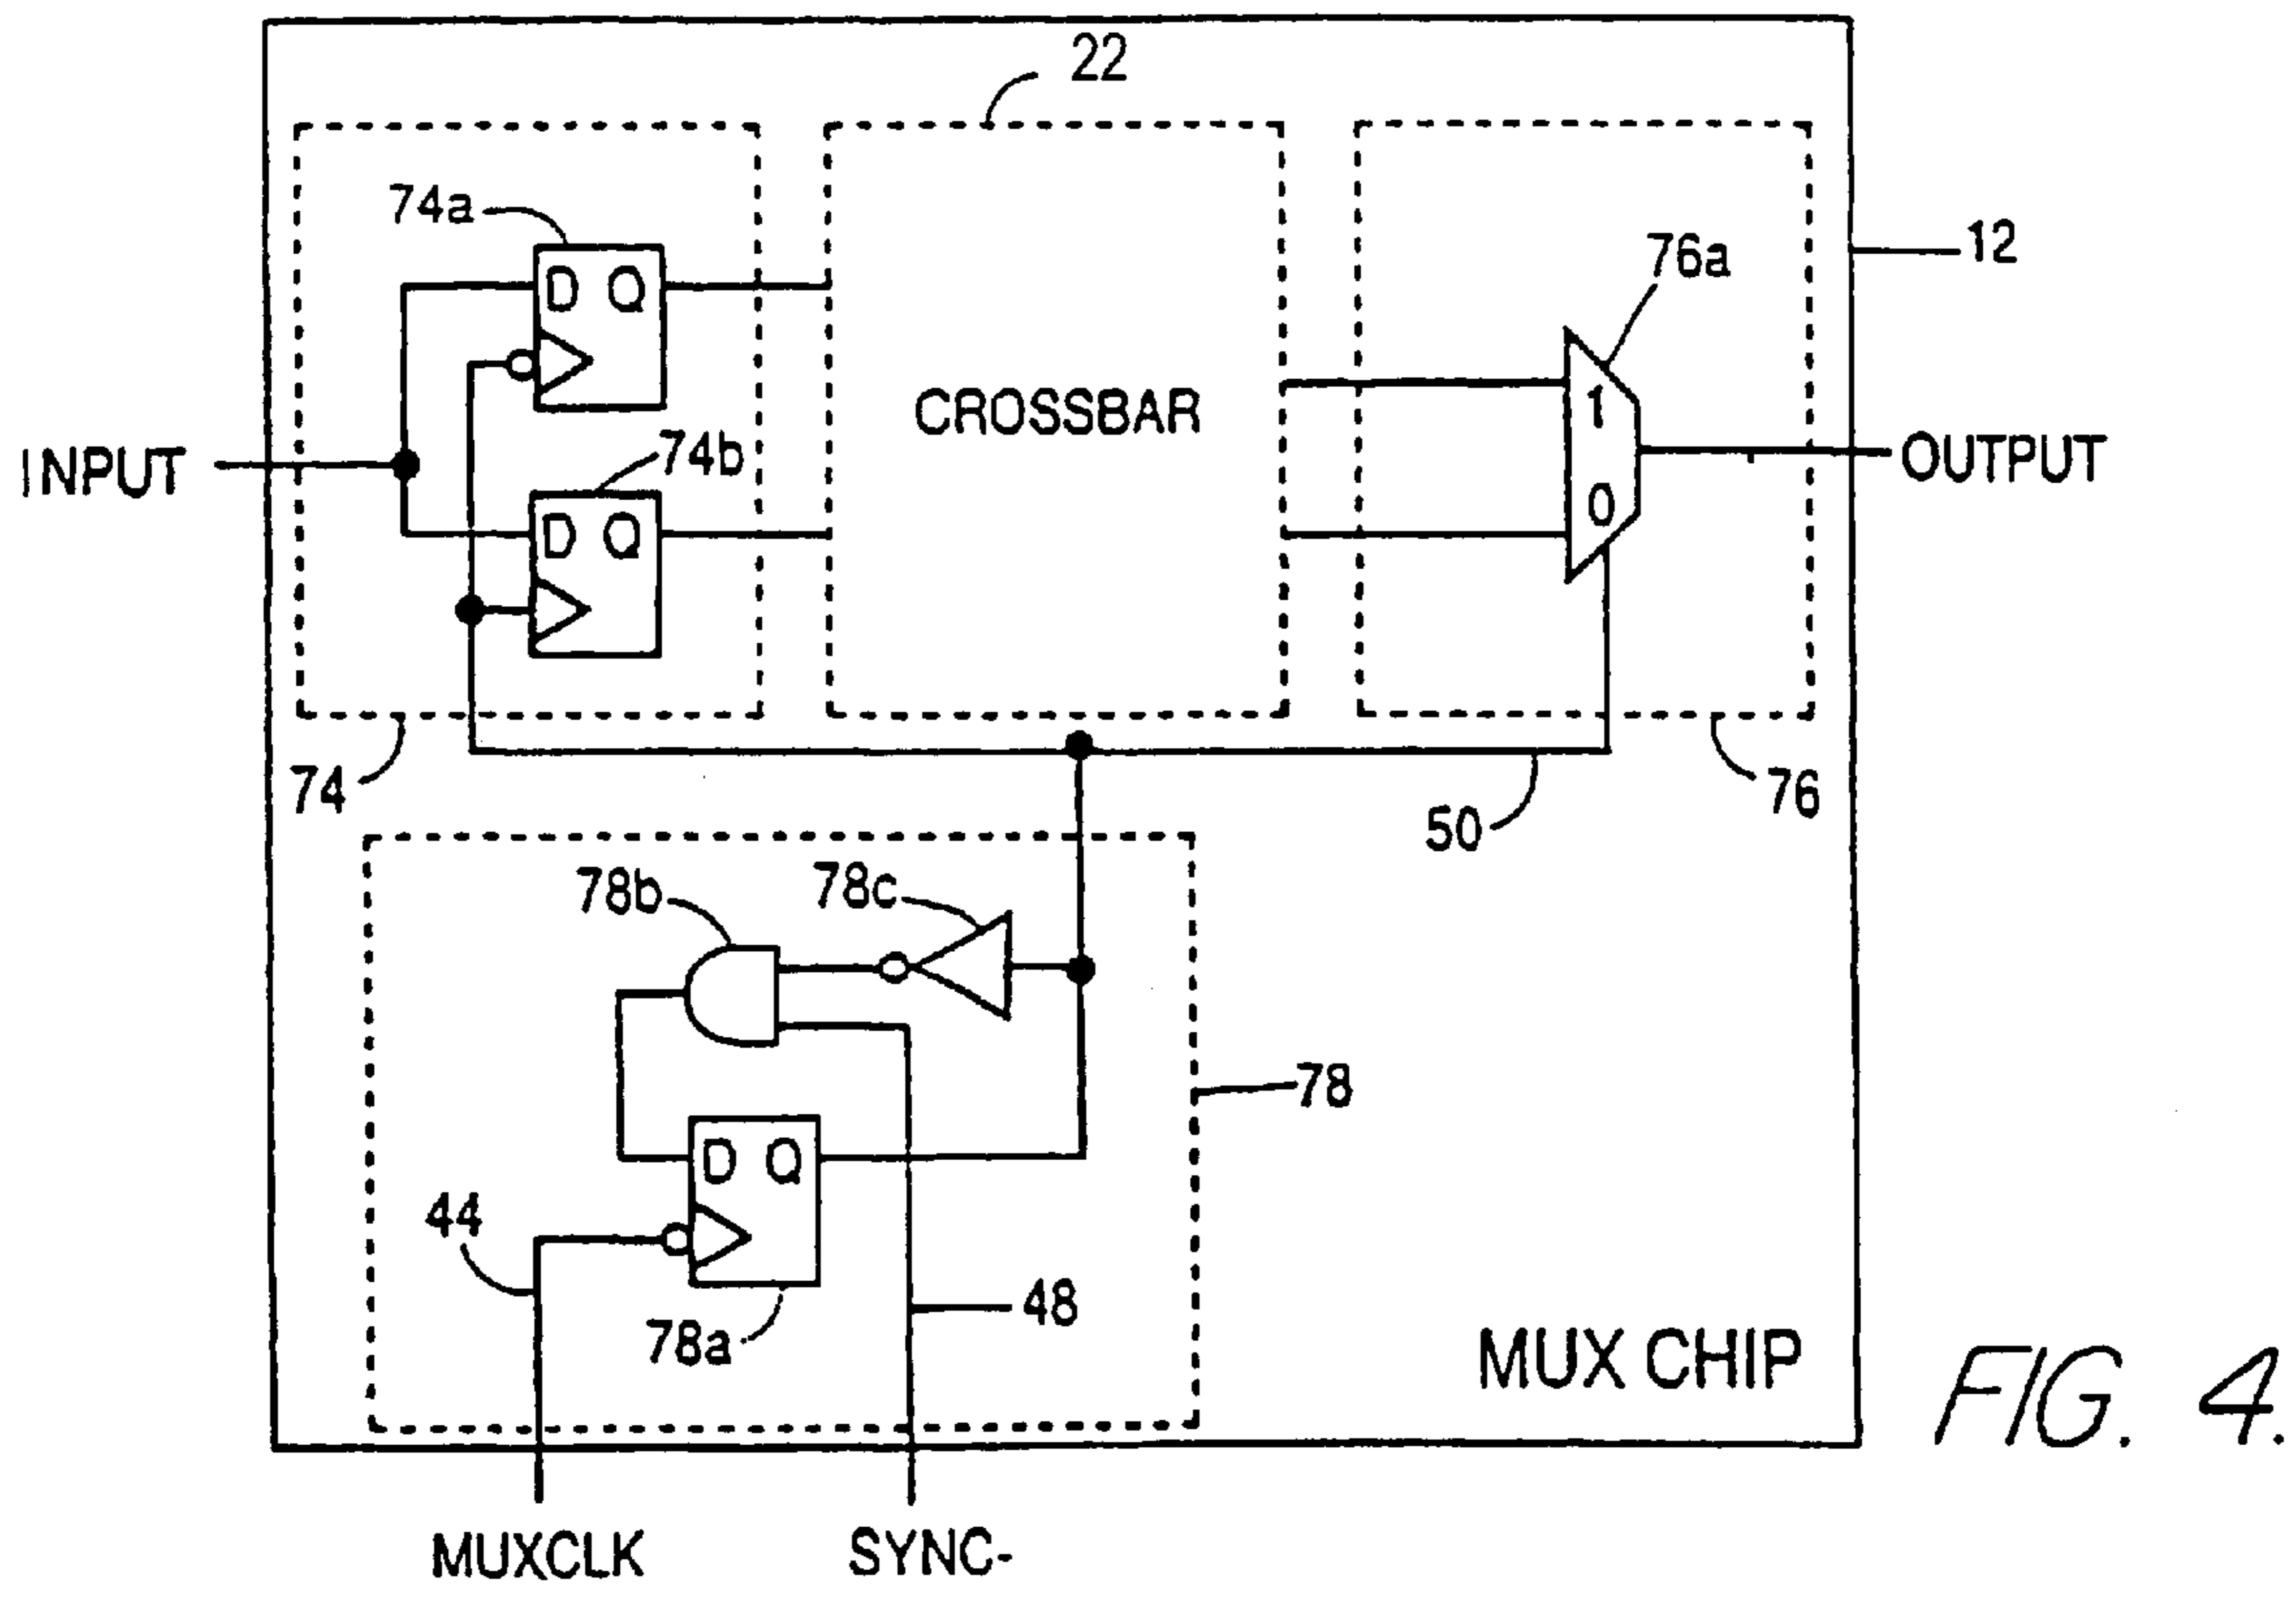 22
74a
D Q
74b
D Q
INPUT
CROSSBAR
76a
1
0
12
OUTPUT
74
50
76
78b
78c
78
D Q
44
78a
48
MUX CHIP
MUXCLK
SYNC-
FIG. 4.